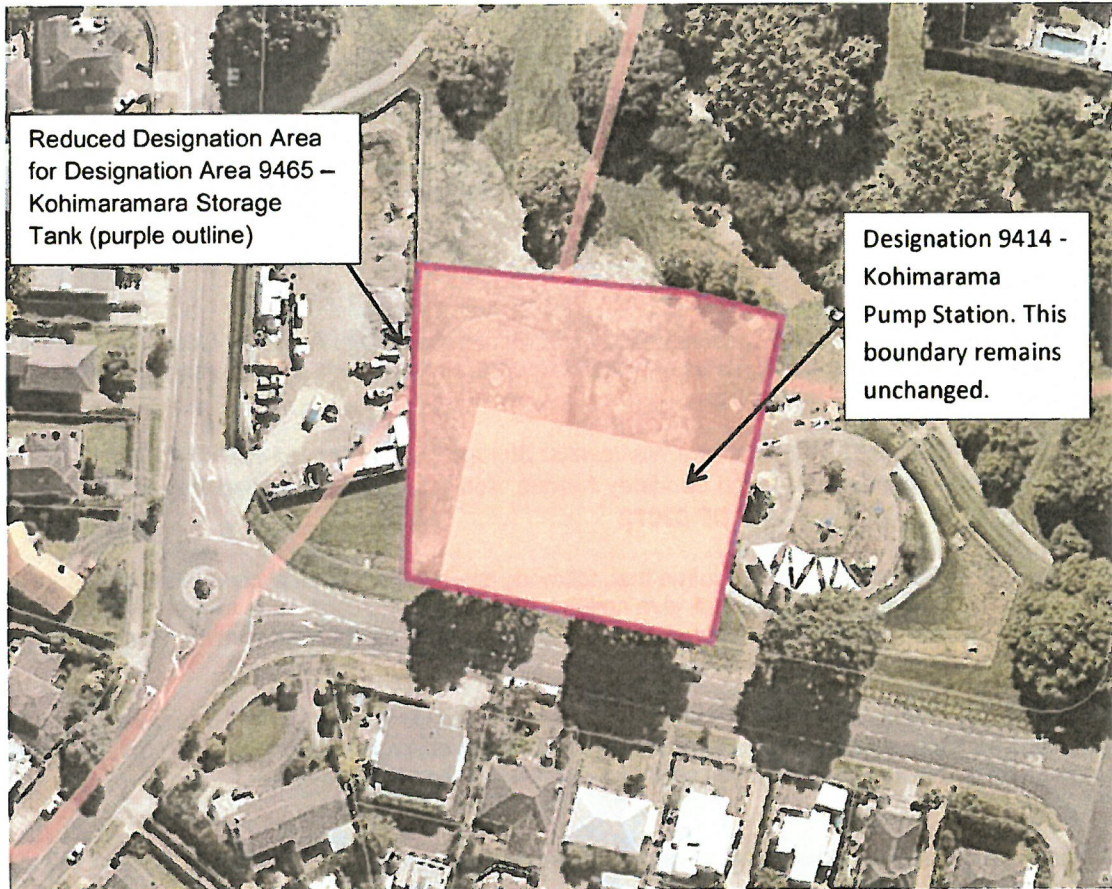 Reduced Designation Area
for Designation Area 9465 –
Kohimaramara Storage
Tank (purple outline)
Designation 9414 -
Kohimarama
Pump Station. This
boundary remains
unchanged.